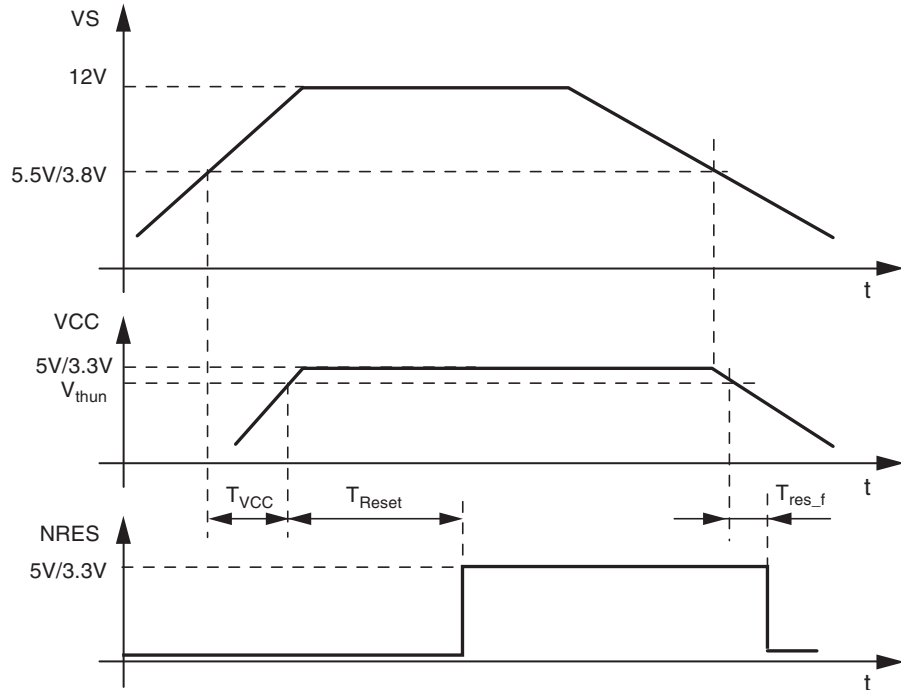 VS
12V
5.5V/3.8V
t
VCC
5V/3.3V
Vthun
t
TVCC
TReset
Tres_f
NRES
5V/3.3V
t